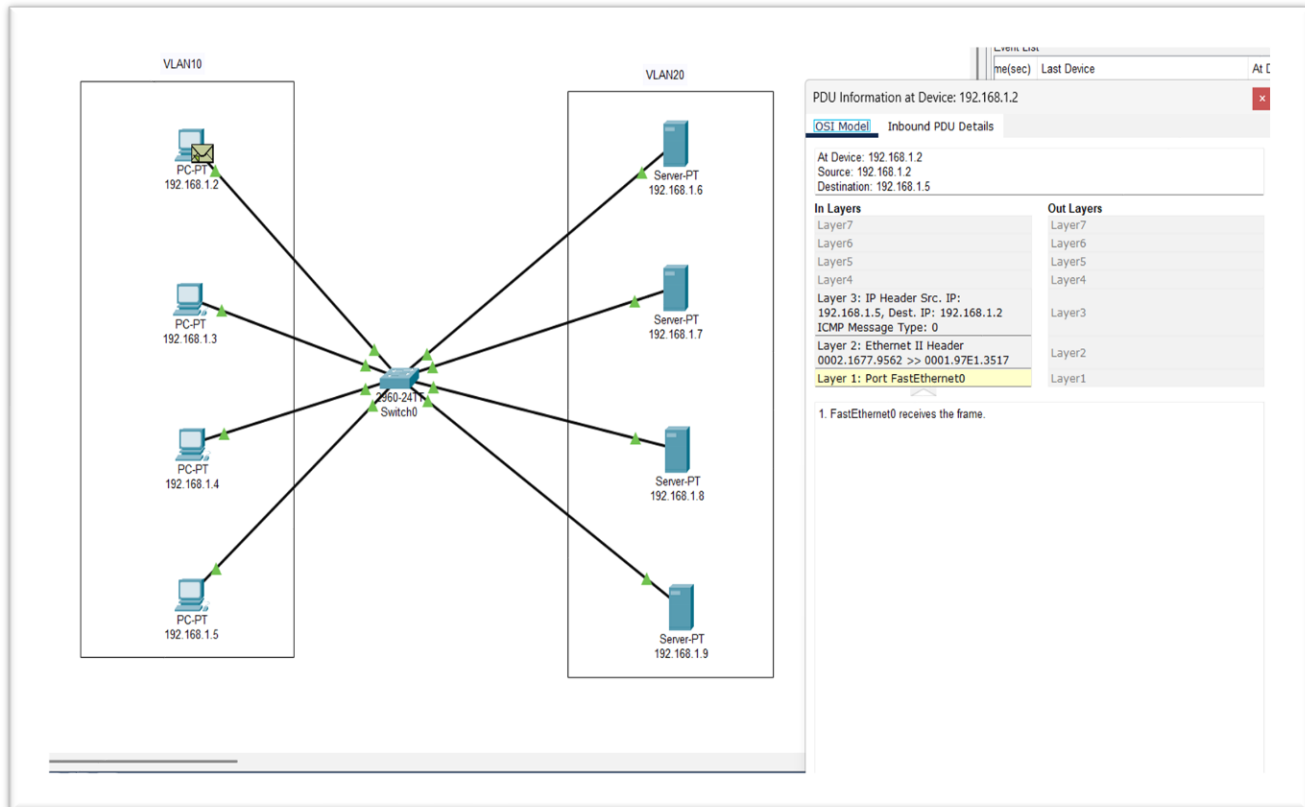 VLAN10
VLAN20
PC-PT
192.168.1.2
PC-PT
192.168.1.3
PC-PT
192.168.1.4
PC-PT
192.168.1.5
2960-24TT
Switch0
Server-PT
192.168.1.6
Server-PT
192.168.1.7
Server-PT
192.168.1.8
Server-PT
192.168.1.9
Event List
me(sec) Last Device At D
PDU Information at Device: 192.168.1.2
OSI Model Inbound PDU Details
At Device: 192.168.1.2
Source: 192.168.1.2
Destination: 192.168.1.5
In Layers
Layer7
Layer6
Layer5
Layer4
Layer 3: IP Header Src. IP:
192.168.1.5, Dest. IP: 192.168.1.2
ICMP Message Type: 0
Layer 2: Ethernet II Header
0002.1677.9562 >> 0001.97E1.3517
Layer 1: Port FastEthernet0
Out Layers
Layer7
Layer6
Layer5
Layer4
Layer3
Layer2
Layer1
1. FastEthernet0 receives the frame.